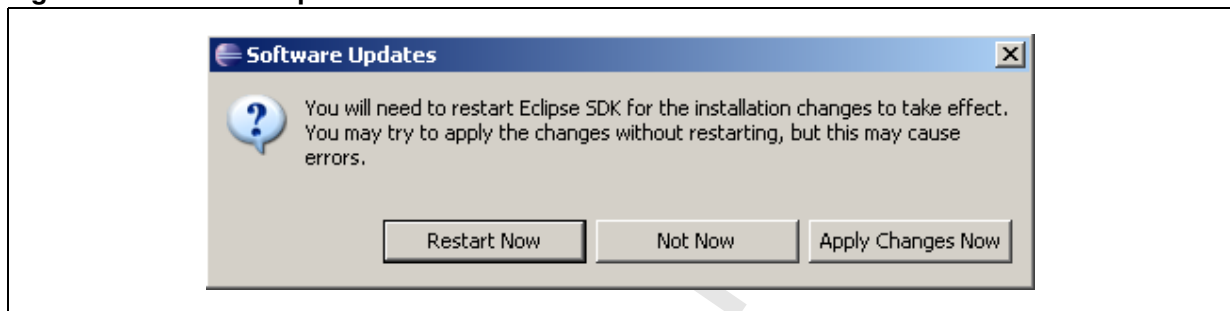 Software Updates
You will need to restart Eclipse SDK for the installation changes to take effect.
You may try to apply the changes without restarting, but this may cause
errors.
Restart Now
Not Now
Apply Changes Now